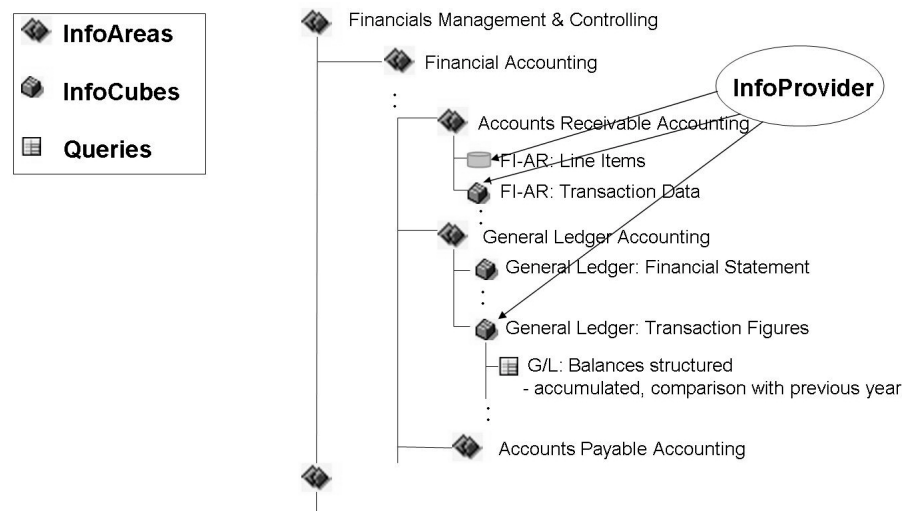 InfoAreas
InfoCubes
Queries
Financials Management & Controlling
Financial Accounting
InfoProvider
Accounts Receivable Accounting
FI-AR: Line Items
FI-AR: Transaction Data
General Ledger Accounting
General Ledger: Financial Statement
General Ledger: Transaction Figures
G/L: Balances structured
- accumulated, comparison with previous year
Accounts Payable Accounting